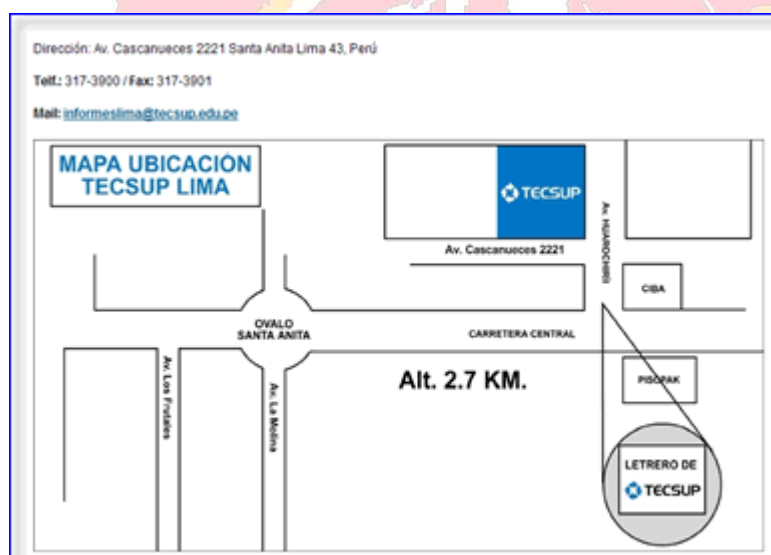 Dirección: Av. Cascanueces 2221 Santa Anita Lima 43, Perú
Telf.: 317-3900 / Fax: 317-3901
Mail: informeslima@tecsup.edu.pe
MAPA UBICACIÓN
TECSUP LIMA
TECSUP
Av. Cascanueces 2221
Av. HUAROCHIRÍ
CIBA
OVALO
SANTA ANITA
CARRETERA CENTRAL
Av. Los Frutales
Av. La Molina
Alt. 2.7 KM.
PISOPAK
LETRERO DE
TECSUP